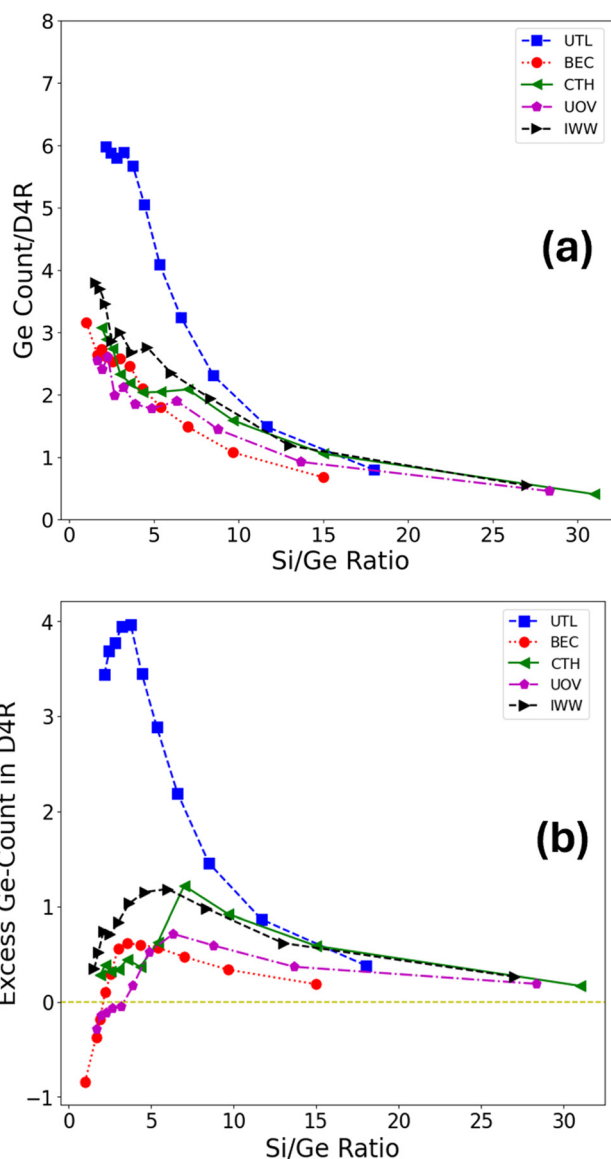 8
7
6
5
4
3
2
1
0
Ge Count/D4R
UTL
BEC
CTH
UOV
IWW
(a)
0 5 10 15 20 25 30
Si/Ge Ratio
4
3
2
1
0
−1
Excess Ge-Count in D4R
UTL
BEC
CTH
UOV
IWW
(b)
0 5 10 15 20 25 30
Si/Ge Ratio